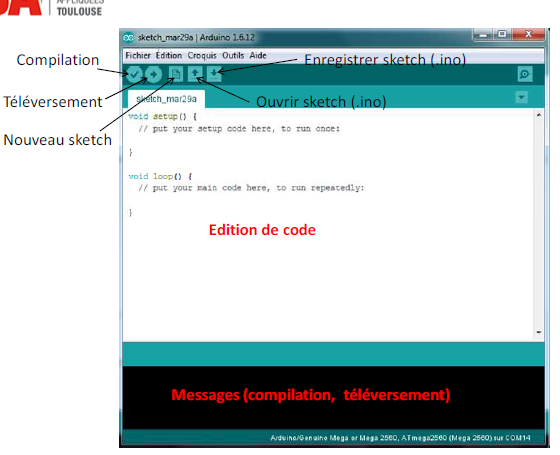 APPLIQUÉES
TOULOUSE
sketch_mar29a | Arduino 1.6.12
Fichier Édition Croquis Outils Aide
Compilation
Enregistrer sketch (.ino)
Téléversement
sketch_mar29a
Ouvrir sketch (.ino)
Nouveau sketch
void setup() {
// put your setup code here, to run once:
}
void loop() {
// put your main code here, to run repeatedly:
}
Edition de code
Messages (compilation, téléversement)
Arduino/Genuino Mega or Mega 2560, ATmega2560 (Mega 2560) sur COM14